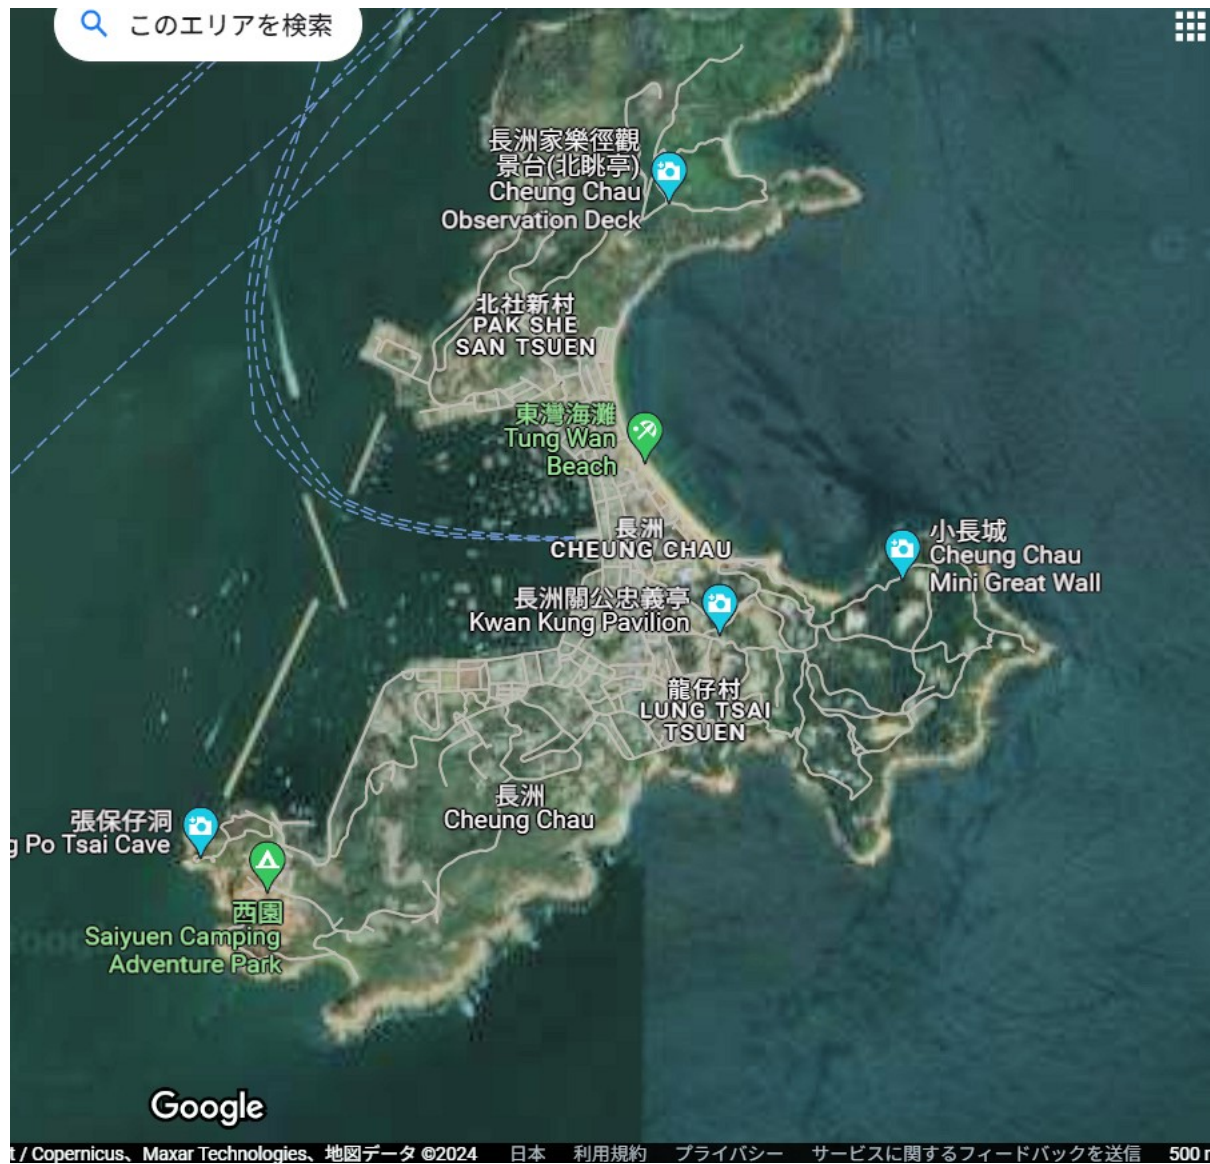 このエリアを検索
長洲家樂徑觀
景台(北眺亭)
Cheung Chau
Observation Deck
北社新村
PAK SHE
SAN TSUEN
東灣海灘
Tung Wan
Beach
長洲
CHEUNG CHAU
小長城
Cheung Chau
Mini Great Wall
長洲關公忠義亭
Kwan Kung Pavilion
龍仔村
LUNG TSAI
TSUEN
長洲
Cheung Chau
張保仔洞
Po Tsai Cave
西園
Saiyuen Camping
Adventure Park
Google
/ Copernicus、Maxar Technologies、地図データ ©2024 日本 利用規約 プライバシー サービスに関するフィードバックを送信 500